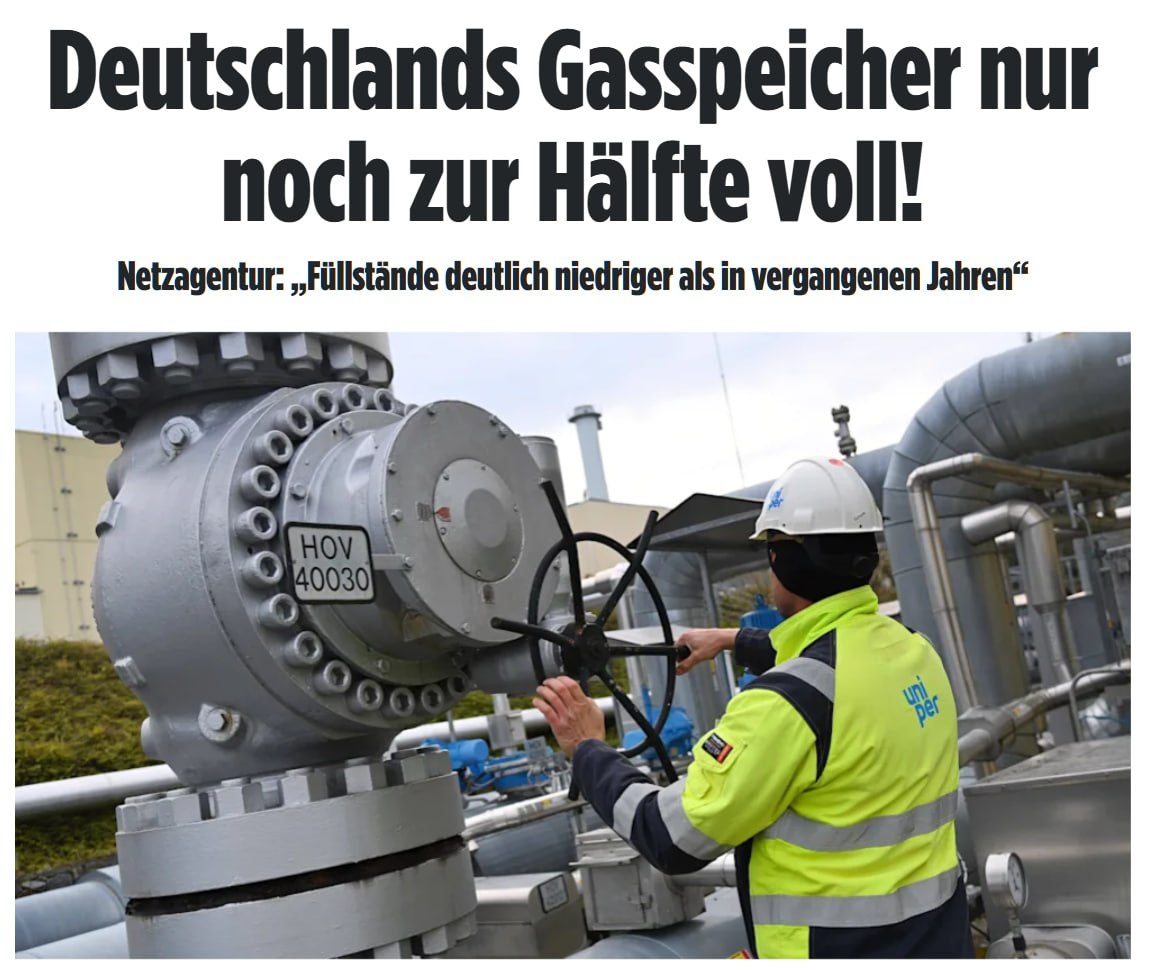 Deutschlands Gasspeicher nur
noch zur Hälfte voll!
Netzagentur: „Füllstände deutlich niedriger als in vergangenen Jahren“
HOV
40030
uni
per
uni
per